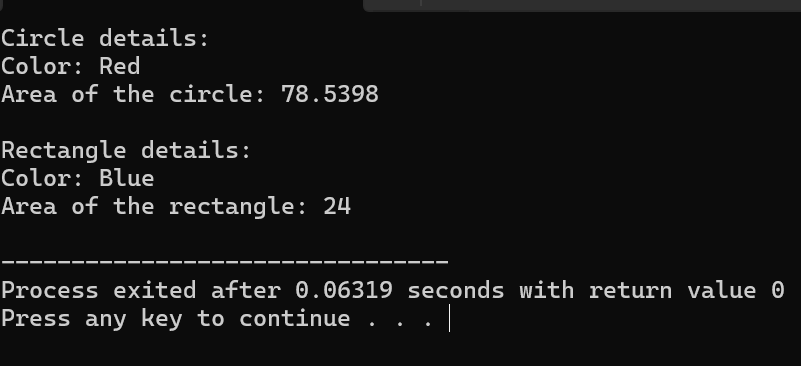 Circle details:
Color: Red
Area of the circle: 78.5398
Rectangle details:
Color: Blue
Area of the rectangle: 24
--------------------------------
Process exited after 0.06319 seconds with return value 0
Press any key to continue . . .